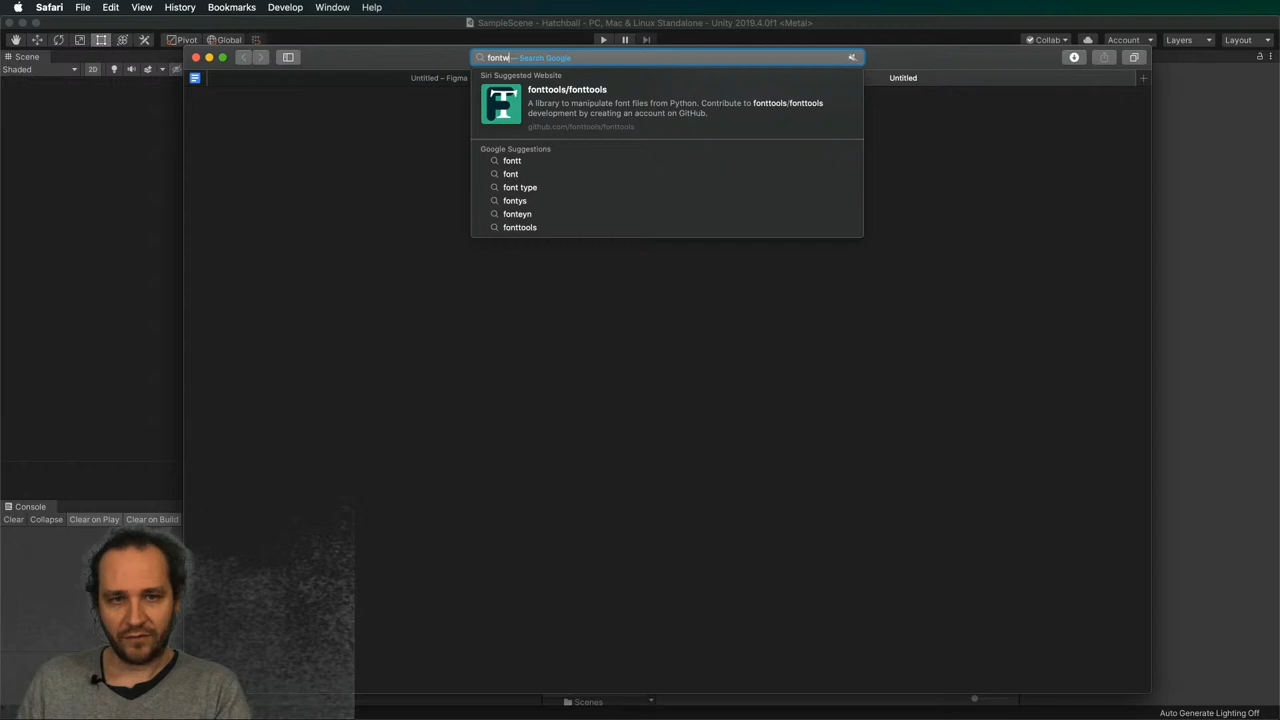 Safari File Edit View History Bookmarks Develop Window Help
SampleScene - Hatchball - PC, Mac & Linux Standalone - Unity 2019.4.0f1 <Metal>
Pivot Global Collab Account Layers Layout
Scene
fontw — Search Google
Shaded 2D
Untitled – Figma
Untitled
Siri Suggested Website
fonttools/fonttools
A library to manipulate font files from Python. Contribute to fonttools/fonttools
development by creating an account on GitHub.
github.com/fonttools/fonttools
Google Suggestions
fontt
font
font type
fontys
fonteyn
fonttools
Console
Clear Collapse Clear on Play Clear on Build
Scenes
Auto Generate Lighting Off